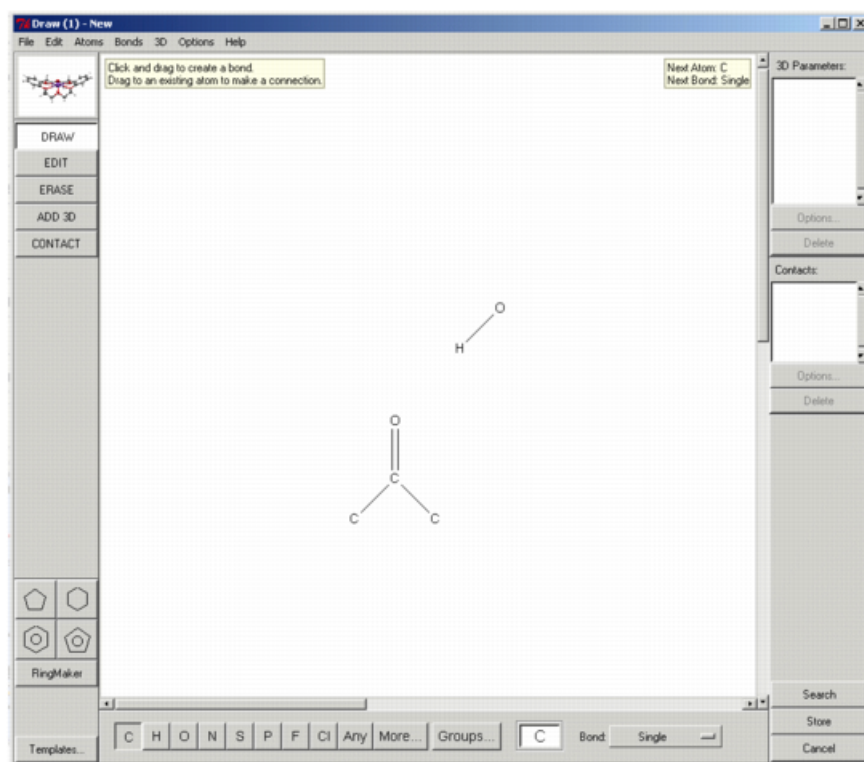 Draw (1) - New
File Edit Atoms Bonds 3D Options Help
Click and drag to create a bond.
Drag to an existing atom to make a connection.
Next Atom: C
Next Bond: Single
3D Parameters:
DRAW
EDIT
ERASE
ADD 3D
CONTACT
Options...
Delete
Contacts:
Options...
Delete
O
H
O
C
C C
RingMaker
Templates...
C H O N S P F Cl Any More... Groups... C Bond: Single
Search
Store
Cancel